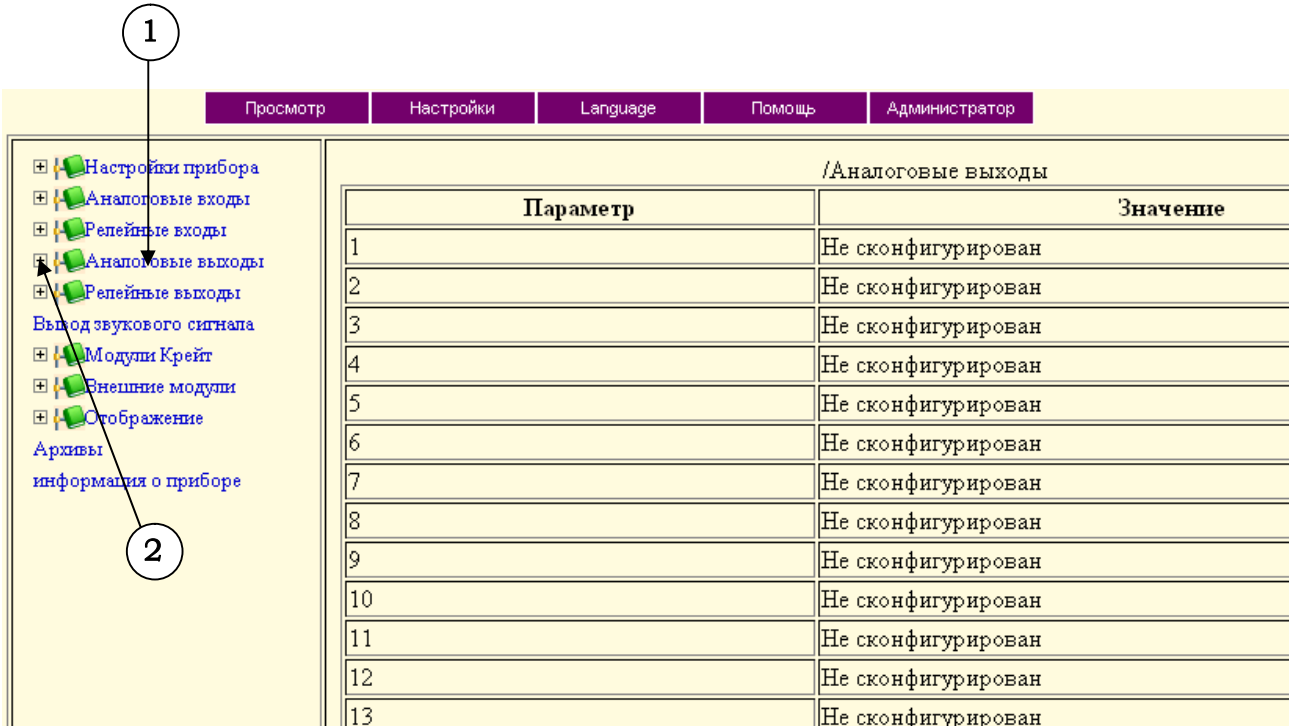 1
Просмотр Настройки Language Помощь Администратор
Настройки прибора
Аналоговые входы
Релейные входы
Аналоговые выходы
Релейные выходы
Вывод звукового сигнала
Модули Крейт
Внешние модули
Отображение
Архивы
информация о приборе
2
/Аналоговые выходы
Параметр Значение
1 Не сконфигурирован
2 Не сконфигурирован
3 Не сконфигурирован
4 Не сконфигурирован
5 Не сконфигурирован
6 Не сконфигурирован
7 Не сконфигурирован
8 Не сконфигурирован
9 Не сконфигурирован
10 Не сконфигурирован
11 Не сконфигурирован
12 Не сконфигурирован
13 Не сконфигурирован